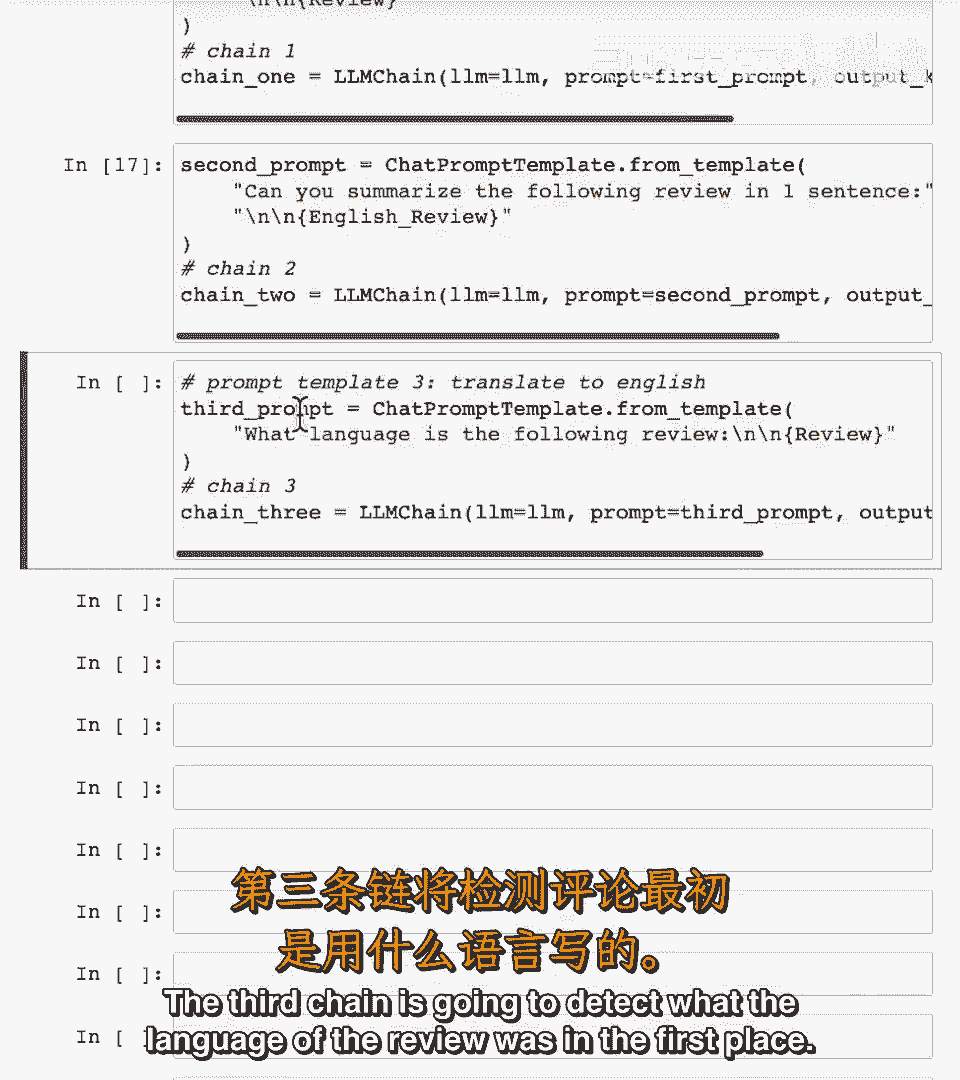 \n\n{Review}"
)
# chain 1
chain_one = LLMChain(llm=llm, prompt=first_prompt, output_k
In [17]: second_prompt = ChatPromptTemplate.from_template(
"Can you summarize the following review in 1 sentence:"
"\n\n{English_Review}"
)
# chain 2
chain_two = LLMChain(llm=llm, prompt=second_prompt, output_
In [ ]: # prompt template 3: translate to english
third_prompt = ChatPromptTemplate.from_template(
"What language is the following review:\n\n{Review}"
)
# chain 3
chain_three = LLMChain(llm=llm, prompt=third_prompt, output
In [ ]:
In [ ]:
In [ ]:
In [ ]:
In [ ]:
In [ ]:
In [ ]:
In [ ]:
第三条链将检测评论最初
是用什么语言写的。
The third chain is going to detect what the
language of the review was in the first place.